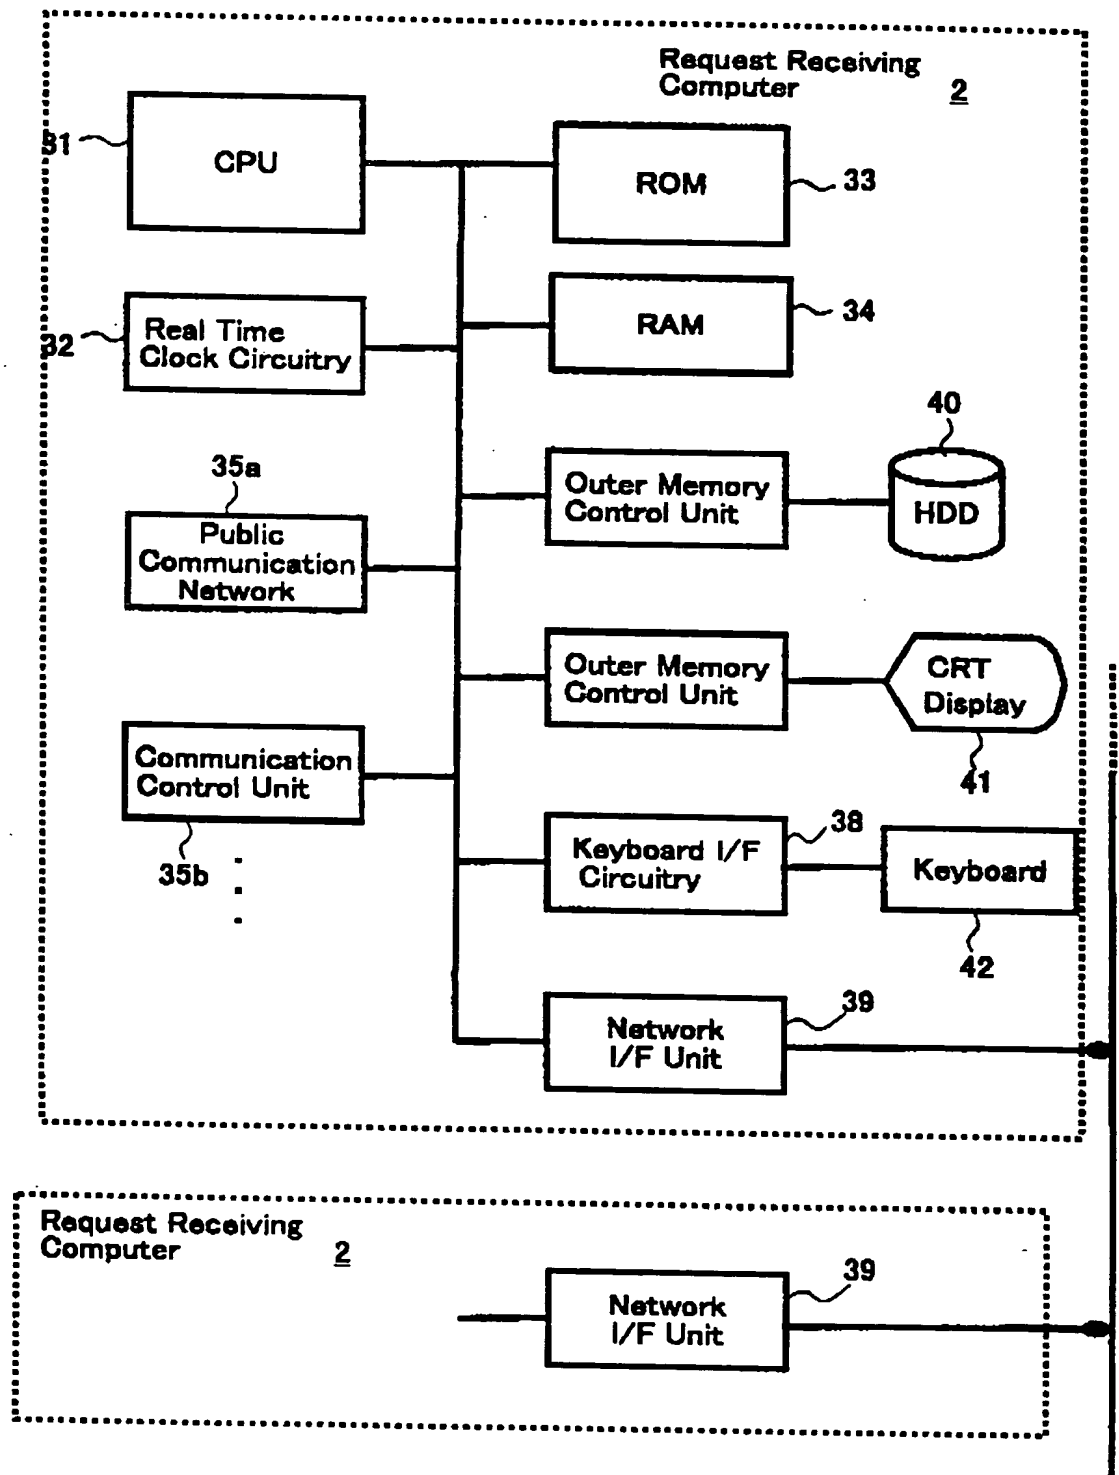 Request Receiving
Computer
2
31
CPU
ROM
33
32
Real Time
Clock Circuitry
RAM
34
35a
Public
Communication
Network
Outer Memory
Control Unit
40
HDD
Outer Memory
Control Unit
CRT
Display
41
Communication
Control Unit
35b
Keyboard I/F
Circuitry
38
Keyboard
42
Network
I/F Unit
39
Request Receiving
Computer
2
Network
I/F Unit
39